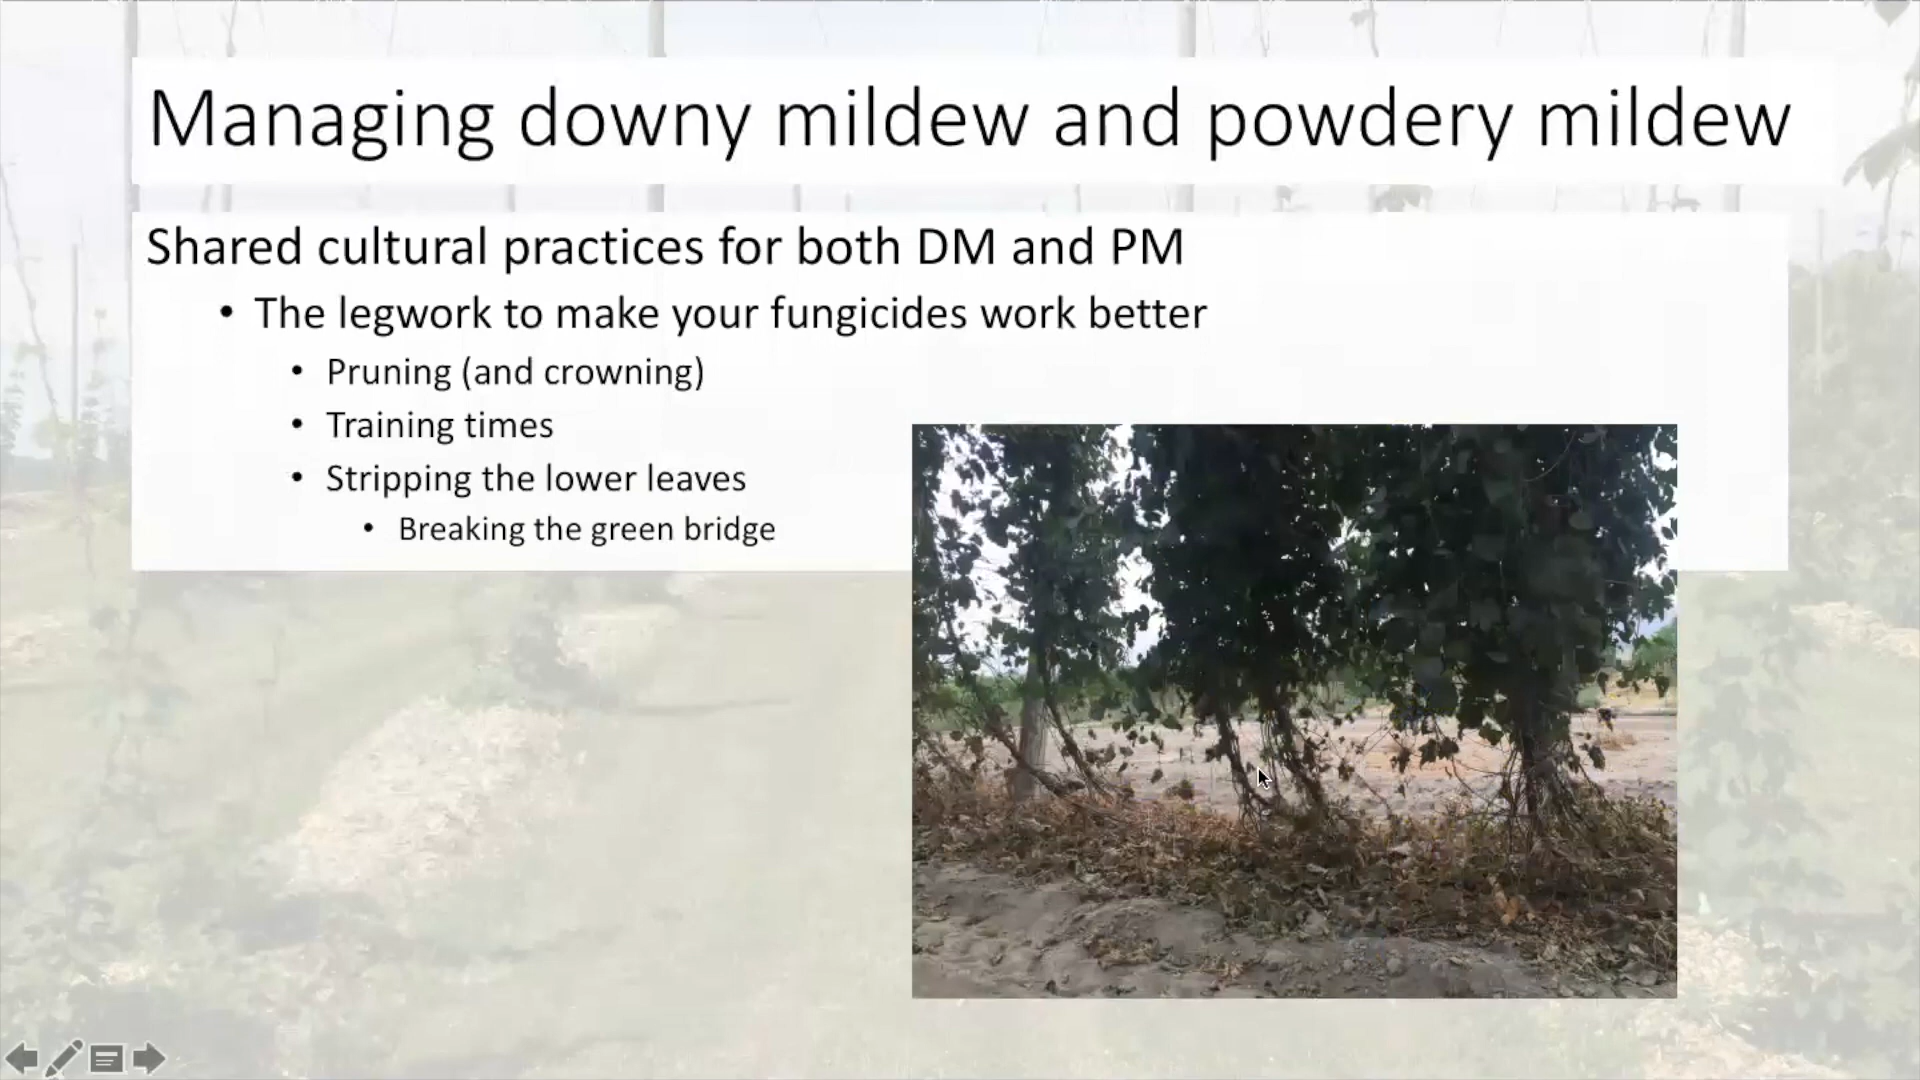 Managing downy mildew and powdery mildew
Shared cultural practices for both DM and PM
• The legwork to make your fungicides work better
• Pruning (and crowning)
• Training times
• Stripping the lower leaves
• Breaking the green bridge